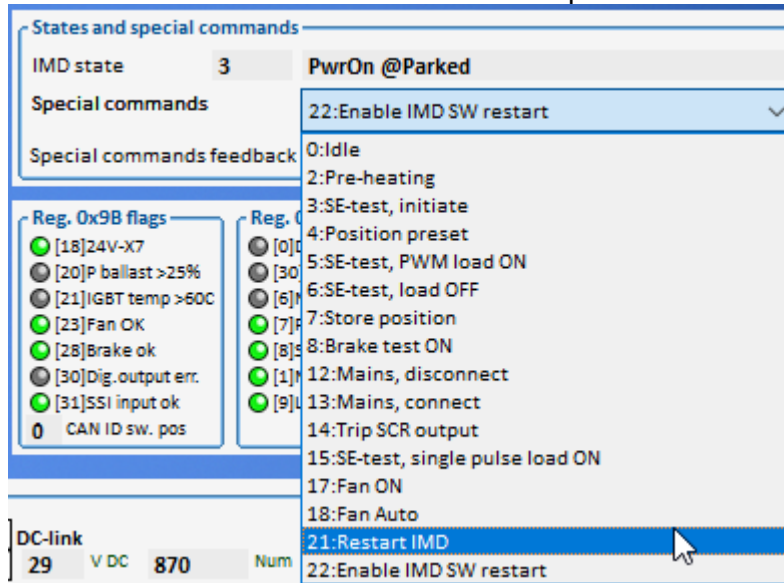 States and special commands
IMD state 3 PwrOn @Parked
Special commands 22:Enable IMD SW restart
Special commands feedback
0:Idle
2:Pre-heating
3:SE-test, initiate
4:Position preset
5:SE-test, PWM load ON
6:SE-test, load OFF
7:Store position
8:Brake test ON
12:Mains, disconnect
13:Mains, connect
14:Trip SCR output
15:SE-test, single pulse load ON
17:Fan ON
18:Fan Auto
21:Restart IMD
22:Enable IMD SW restart
Reg. 0x9B flags
[18]24V-X7
[20]P ballast >25%
[21]IGBT temp >60C
[23]Fan OK
[28]Brake ok
[30]Dig.output err.
[31]SSI input ok
0 CAN ID sw. pos
Reg.
[0]
[30]
[6]
[7]
[8]
[1]
[9]
DC-link
29 V DC 870 Num